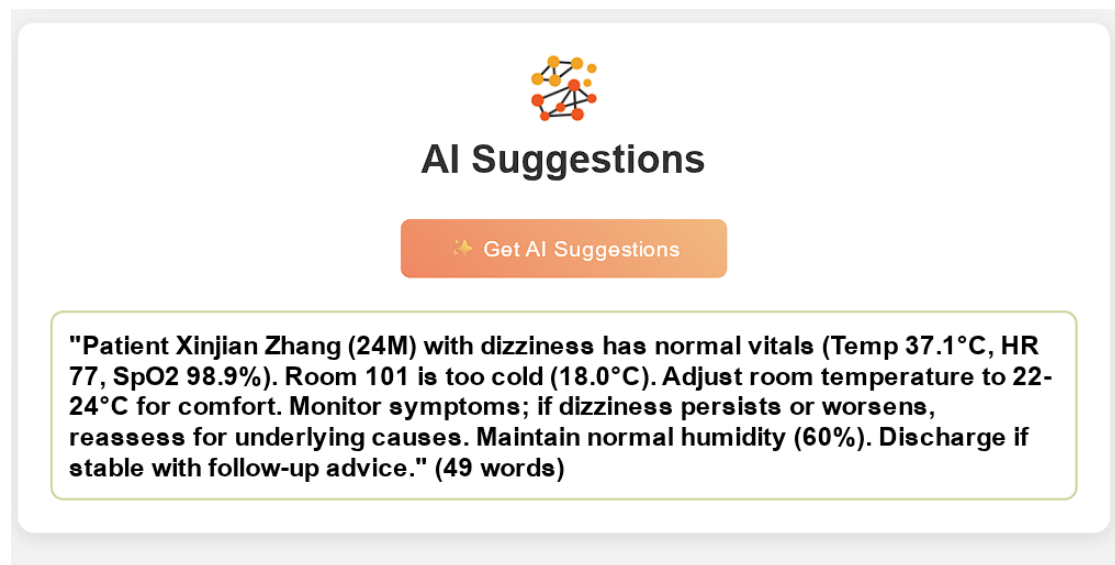 AI Suggestions
✨ Get AI Suggestions
"Patient Xinjian Zhang (24M) with dizziness has normal vitals (Temp 37.1°C, HR
77, SpO2 98.9%). Room 101 is too cold (18.0°C). Adjust room temperature to 22-
24°C for comfort. Monitor symptoms; if dizziness persists or worsens,
reassess for underlying causes. Maintain normal humidity (60%). Discharge if
stable with follow-up advice." (49 words)